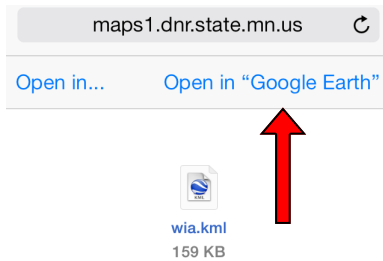 maps1.dnr.state.mn.us
Open in... Open in “Google Earth”
KML
wia.kml
159 KB